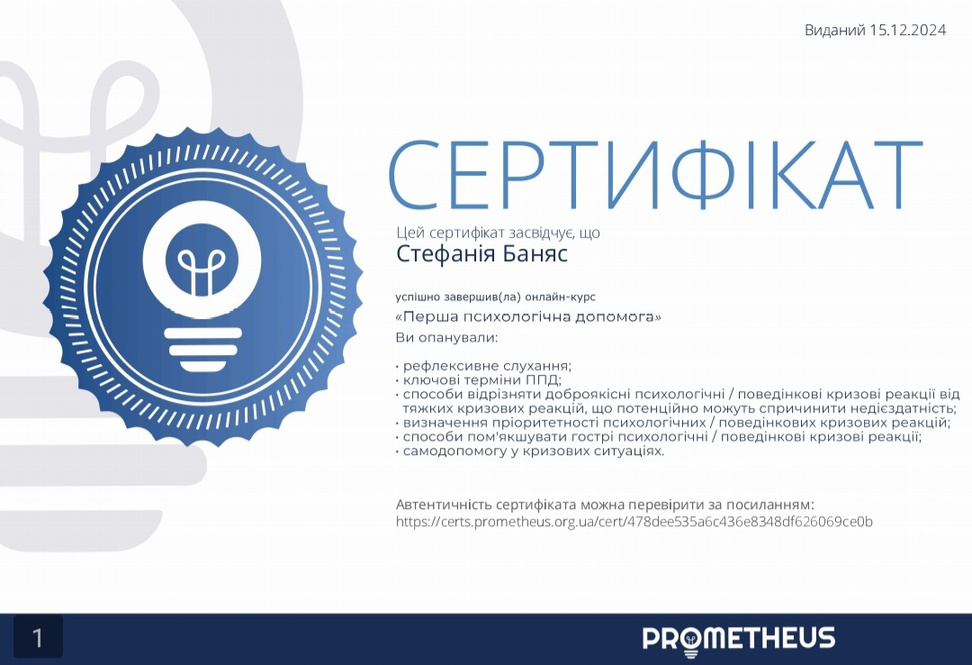 Виданий 15.12.2024
СЕРТИФІКАТ
Цей сертифікат засвідчує, що
Стефанія Баняс
успішно завершив(ла) онлайн-курс
«Перша психологічна допомога»
Ви опанували:
• рефлексивне слухання;
• ключові терміни ППД;
• способи відрізняти доброякісні психологічні / поведінкові кризові реакції від
тяжких кризових реакцій, що потенційно можуть спричинити недієздатність;
• визначення пріоритетності психологічних / поведінкових кризових реакцій;
• способи пом'якшувати гострі психологічні / поведінкові кризові реакції;
• самодопомогу у кризових ситуаціях.
Автентичність сертифіката можна перевірити за посиланням:
https://certs.prometheus.org.ua/cert/478dee535a6c436e8348df626069ce0b
1
PROMETHEUS